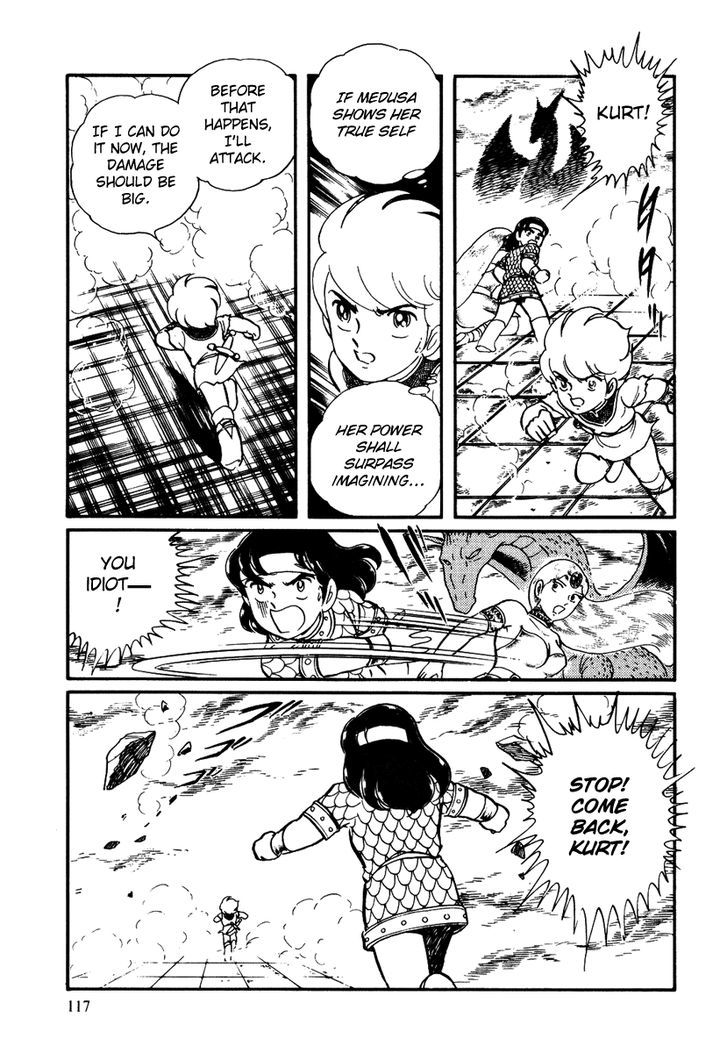 KURT!
IF MEDUSA
SHOWS HER
TRUE SELF
HER POWER
SHALL
SURPASS
IMAGINING...
BEFORE
THAT
HAPPENS,
I'LL
ATTACK.
IF I CAN DO
IT NOW, THE
DAMAGE
SHOULD BE
BIG.
YOU
IDIOT—
!
STOP!
COME
BACK,
KURT!
117